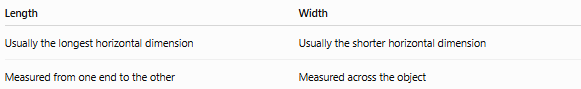 Length Width
Usually the longest horizontal dimension Usually the shorter horizontal dimension
Measured from one end to the other Measured across the object